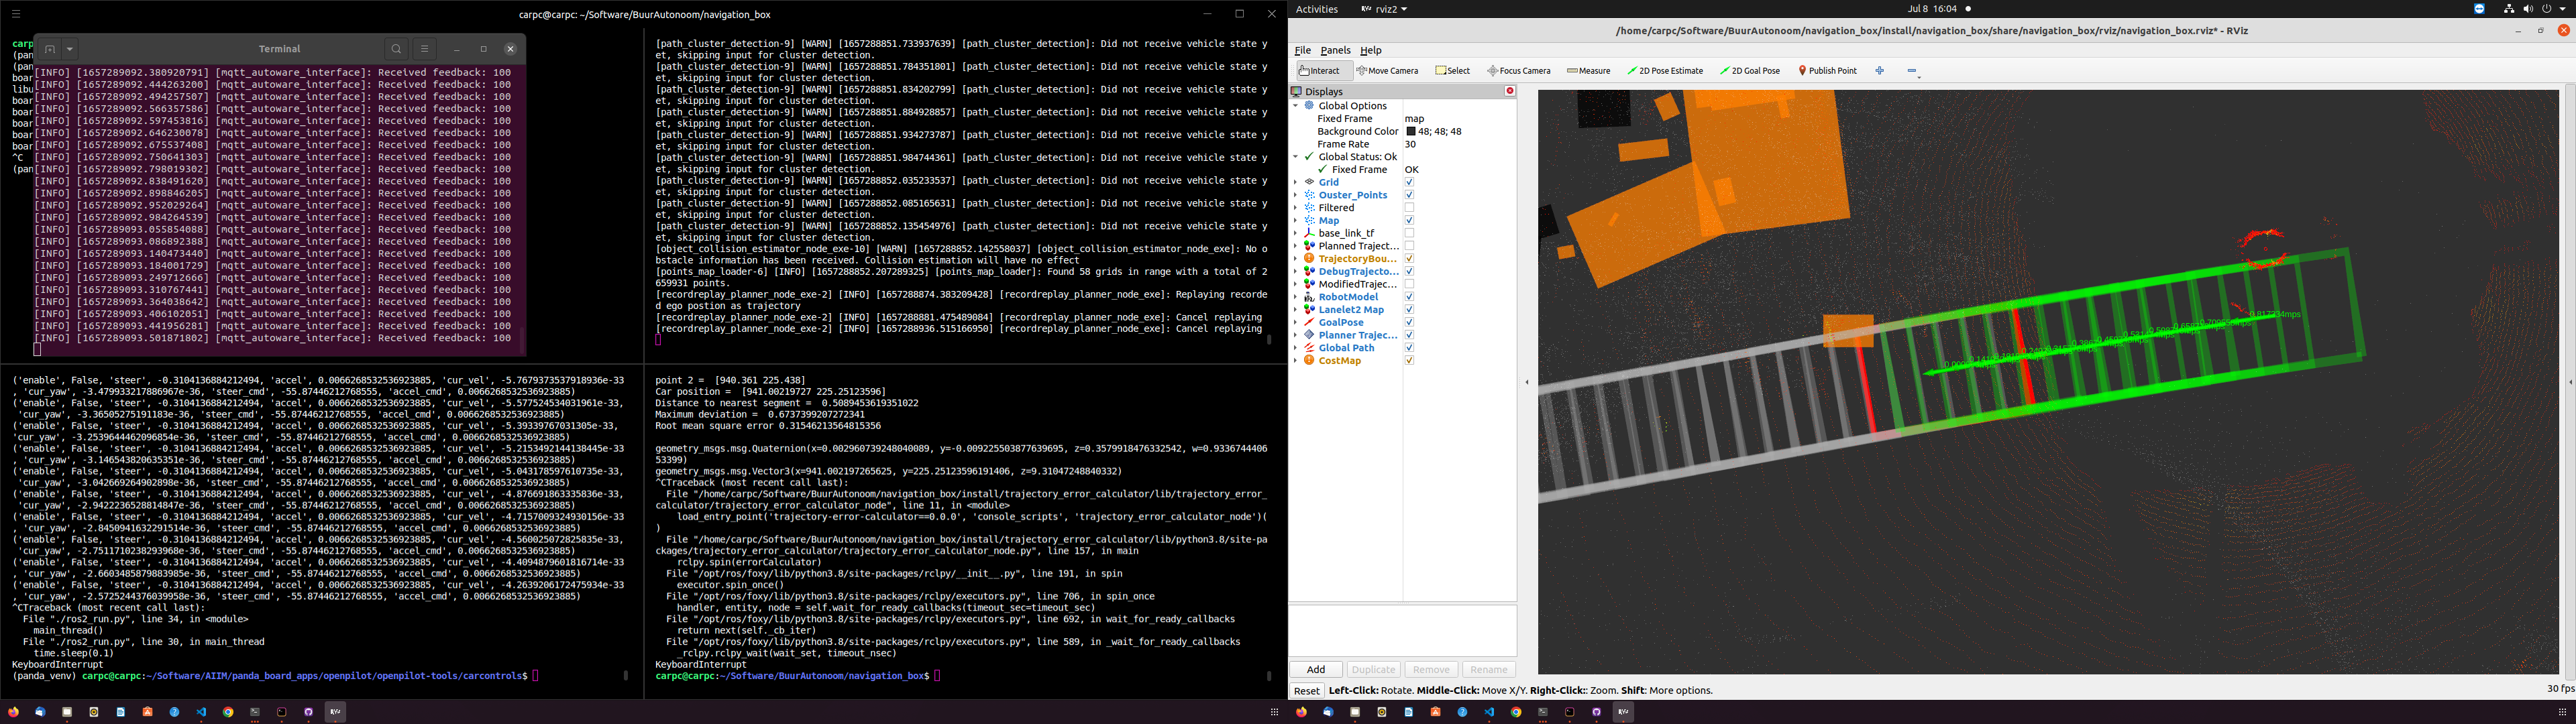 carpc@carpc: ~/Software/BuurAutonoom/navigation_box
Terminal
[INFO] [1657289092.380920791] [mqtt_autoware_interface]: Received feedback: 100
[INFO] [1657289092.444263200] [mqtt_autoware_interface]: Received feedback: 100
[INFO] [1657289092.494257507] [mqtt_autoware_interface]: Received feedback: 100
[INFO] [1657289092.566357586] [mqtt_autoware_interface]: Received feedback: 100
[INFO] [1657289092.597453816] [mqtt_autoware_interface]: Received feedback: 100
[INFO] [1657289092.646230078] [mqtt_autoware_interface]: Received feedback: 100
[INFO] [1657289092.675537408] [mqtt_autoware_interface]: Received feedback: 100
[INFO] [1657289092.750641303] [mqtt_autoware_interface]: Received feedback: 100
[INFO] [1657289092.798019302] [mqtt_autoware_interface]: Received feedback: 100
[INFO] [1657289092.838491620] [mqtt_autoware_interface]: Received feedback: 100
[INFO] [1657289092.898846205] [mqtt_autoware_interface]: Received feedback: 100
[INFO] [1657289092.952029264] [mqtt_autoware_interface]: Received feedback: 100
[INFO] [1657289092.984264539] [mqtt_autoware_interface]: Received feedback: 100
[INFO] [1657289093.055854088] [mqtt_autoware_interface]: Received feedback: 100
[INFO] [1657289093.086892388] [mqtt_autoware_interface]: Received feedback: 100
[INFO] [1657289093.140473440] [mqtt_autoware_interface]: Received feedback: 100
[INFO] [1657289093.184001729] [mqtt_autoware_interface]: Received feedback: 100
[INFO] [1657289093.249712666] [mqtt_autoware_interface]: Received feedback: 100
[INFO] [1657289093.310767441] [mqtt_autoware_interface]: Received feedback: 100
[INFO] [1657289093.364038642] [mqtt_autoware_interface]: Received feedback: 100
[INFO] [1657289093.406102051] [mqtt_autoware_interface]: Received feedback: 100
[INFO] [1657289093.441956281] [mqtt_autoware_interface]: Received feedback: 100
[INFO] [1657289093.501871802] [mqtt_autoware_interface]: Received feedback: 100
carp
(pan
(pan
boar
libu
boar
boar
boar
boar
^C
(pan
[path_cluster_detection-9] [WARN] [1657288851.733937639] [path_cluster_detection]: Did not receive vehicle state y
et, skipping input for cluster detection.
[path_cluster_detection-9] [WARN] [1657288851.784351801] [path_cluster_detection]: Did not receive vehicle state y
et, skipping input for cluster detection.
[path_cluster_detection-9] [WARN] [1657288851.834202799] [path_cluster_detection]: Did not receive vehicle state y
et, skipping input for cluster detection.
[path_cluster_detection-9] [WARN] [1657288851.884928857] [path_cluster_detection]: Did not receive vehicle state y
et, skipping input for cluster detection.
[path_cluster_detection-9] [WARN] [1657288851.934273787] [path_cluster_detection]: Did not receive vehicle state y
et, skipping input for cluster detection.
[path_cluster_detection-9] [WARN] [1657288851.984744361] [path_cluster_detection]: Did not receive vehicle state y
et, skipping input for cluster detection.
[path_cluster_detection-9] [WARN] [1657288852.035233537] [path_cluster_detection]: Did not receive vehicle state y
et, skipping input for cluster detection.
[path_cluster_detection-9] [WARN] [1657288852.085165631] [path_cluster_detection]: Did not receive vehicle state y
et, skipping input for cluster detection.
[path_cluster_detection-9] [WARN] [1657288852.135454976] [path_cluster_detection]: Did not receive vehicle state y
et, skipping input for cluster detection.
[object_collision_estimator_node_exe-10] [WARN] [1657288852.142558037] [object_collision_estimator_node_exe]: No o
bstacle information has been received. Collision estimation will have no effect
[points_map_loader-6] [INFO] [1657288852.207289325] [points_map_loader]: Found 58 grids in range with a total of 2
659931 points.
[recordreplay_planner_node_exe-2] [INFO] [1657288874.383209428] [recordreplay_planner_node_exe]: Replaying recorde
d ego postion as trajectory
[recordreplay_planner_node_exe-2] [INFO] [1657288881.475489084] [recordreplay_planner_node_exe]: Cancel replaying
[recordreplay_planner_node_exe-2] [INFO] [1657288936.515166950] [recordreplay_planner_node_exe]: Cancel replaying
('enable', False, 'steer', -0.3104136884212494, 'accel', 0.0066268532536923885, 'cur_vel', -5.7679373537918936e-33
, 'cur_yaw', -3.479933217886967e-36, 'steer_cmd', -55.87446212768555, 'accel_cmd', 0.0066268532536923885)
('enable', False, 'steer', -0.3104136884212494, 'accel', 0.0066268532536923885, 'cur_vel', -5.577524534031961e-33,
'cur_yaw', -3.36505275191183e-36, 'steer_cmd', -55.87446212768555, 'accel_cmd', 0.0066268532536923885)
('enable', False, 'steer', -0.3104136884212494, 'accel', 0.0066268532536923885, 'cur_vel', -5.39339767031305e-33,
'cur_yaw', -3.2539644462096854e-36, 'steer_cmd', -55.87446212768555, 'accel_cmd', 0.0066268532536923885)
('enable', False, 'steer', -0.3104136884212494, 'accel', 0.0066268532536923885, 'cur_vel', -5.2153492144138445e-33
, 'cur_yaw', -3.146543820635351e-36, 'steer_cmd', -55.87446212768555, 'accel_cmd', 0.0066268532536923885)
('enable', False, 'steer', -0.3104136884212494, 'accel', 0.0066268532536923885, 'cur_vel', -5.043178597610735e-33,
'cur_yaw', -3.042669264902898e-36, 'steer_cmd', -55.87446212768555, 'accel_cmd', 0.0066268532536923885)
('enable', False, 'steer', -0.3104136884212494, 'accel', 0.0066268532536923885, 'cur_vel', -4.876691863335836e-33,
'cur_yaw', -2.9422236528814847e-36, 'steer_cmd', -55.87446212768555, 'accel_cmd', 0.0066268532536923885)
('enable', False, 'steer', -0.3104136884212494, 'accel', 0.0066268532536923885, 'cur_vel', -4.7157009324930156e-33
, 'cur_yaw', -2.8450941632291514e-36, 'steer_cmd', -55.87446212768555, 'accel_cmd', 0.0066268532536923885)
('enable', False, 'steer', -0.3104136884212494, 'accel', 0.0066268532536923885, 'cur_vel', -4.560025072825835e-33,
'cur_yaw', -2.7511710238293968e-36, 'steer_cmd', -55.87446212768555, 'accel_cmd', 0.0066268532536923885)
('enable', False, 'steer', -0.3104136884212494, 'accel', 0.0066268532536923885, 'cur_vel', -4.4094879601816714e-33
, 'cur_yaw', -2.6603485879883985e-36, 'steer_cmd', -55.87446212768555, 'accel_cmd', 0.0066268532536923885)
('enable', False, 'steer', -0.3104136884212494, 'accel', 0.0066268532536923885, 'cur_vel', -4.2639206172475934e-33
, 'cur_yaw', -2.5725244376039958e-36, 'steer_cmd', -55.87446212768555, 'accel_cmd', 0.0066268532536923885)
^CTraceback (most recent call last):
File "./ros2_run.py", line 34, in <module>
main_thread()
File "./ros2_run.py", line 30, in main_thread
time.sleep(0.1)
KeyboardInterrupt
(panda_venv) carpc@carpc:~/Software/AIIM/panda_board_apps/openpilot/openpilot-tools/carcontrols$
point 2 = [940.361 225.438]
Car position = [941.00219727 225.25123596]
Distance to nearest segment = 0.5089453619351022
Maximum deviation = 0.6737399207272341
Root mean square error 0.31546213564815356
geometry_msgs.msg.Quaternion(x=0.002960739248040089, y=-0.009225503877639695, z=0.3579918476332542, w=0.9336744406
53399)
geometry_msgs.msg.Vector3(x=941.002197265625, y=225.25123596191406, z=9.31047248840332)
^CTraceback (most recent call last):
File "/home/carpc/Software/BuurAutonoom/navigation_box/install/trajectory_error_calculator/lib/trajectory_error_
calculator/trajectory_error_calculator_node", line 11, in <module>
load_entry_point('trajectory-error-calculator==0.0.0', 'console_scripts', 'trajectory_error_calculator_node')(
)
File "/home/carpc/Software/BuurAutonoom/navigation_box/install/trajectory_error_calculator/lib/python3.8/site-pa
ckages/trajectory_error_calculator/trajectory_error_calculator_node.py", line 157, in main
rclpy.spin(errorCalculator)
File "/opt/ros/foxy/lib/python3.8/site-packages/rclpy/__init__.py", line 191, in spin
executor.spin_once()
File "/opt/ros/foxy/lib/python3.8/site-packages/rclpy/executors.py", line 706, in spin_once
handler, entity, node = self.wait_for_ready_callbacks(timeout_sec=timeout_sec)
File "/opt/ros/foxy/lib/python3.8/site-packages/rclpy/executors.py", line 692, in wait_for_ready_callbacks
return next(self._cb_iter)
File "/opt/ros/foxy/lib/python3.8/site-packages/rclpy/executors.py", line 589, in _wait_for_ready_callbacks
_rclpy.rclpy_wait(wait_set, timeout_nsec)
KeyboardInterrupt
carpc@carpc:~/Software/BuurAutonoom/navigation_box$
Activities rviz2 Jul 8 16:04
/home/carpc/Software/BuurAutonoom/navigation_box/install/navigation_box/share/navigation_box/rviz/navigation_box.rviz* - RViz
File Panels Help
Interact Move Camera Select Focus Camera Measure 2D Pose Estimate 2D Goal Pose Publish Point
Displays
Global Options
Fixed Frame map
Background Color 48; 48; 48
Frame Rate 30
Global Status: Ok
Fixed Frame OK
Grid
Ouster_Points
Filtered
Map
base_link_tf
Planned Traject...
TrajectoryBou...
DebugTrajecto...
ModifiedTrajec...
RobotModel
Lanelet2 Map
GoalPose
Planner Trajec...
Global Path
CostMap
0.817334mps
Add Duplicate Remove Rename
Reset Left-Click: Rotate. Middle-Click: Move X/Y. Right-Click:: Zoom. Shift: More options. 30 fps